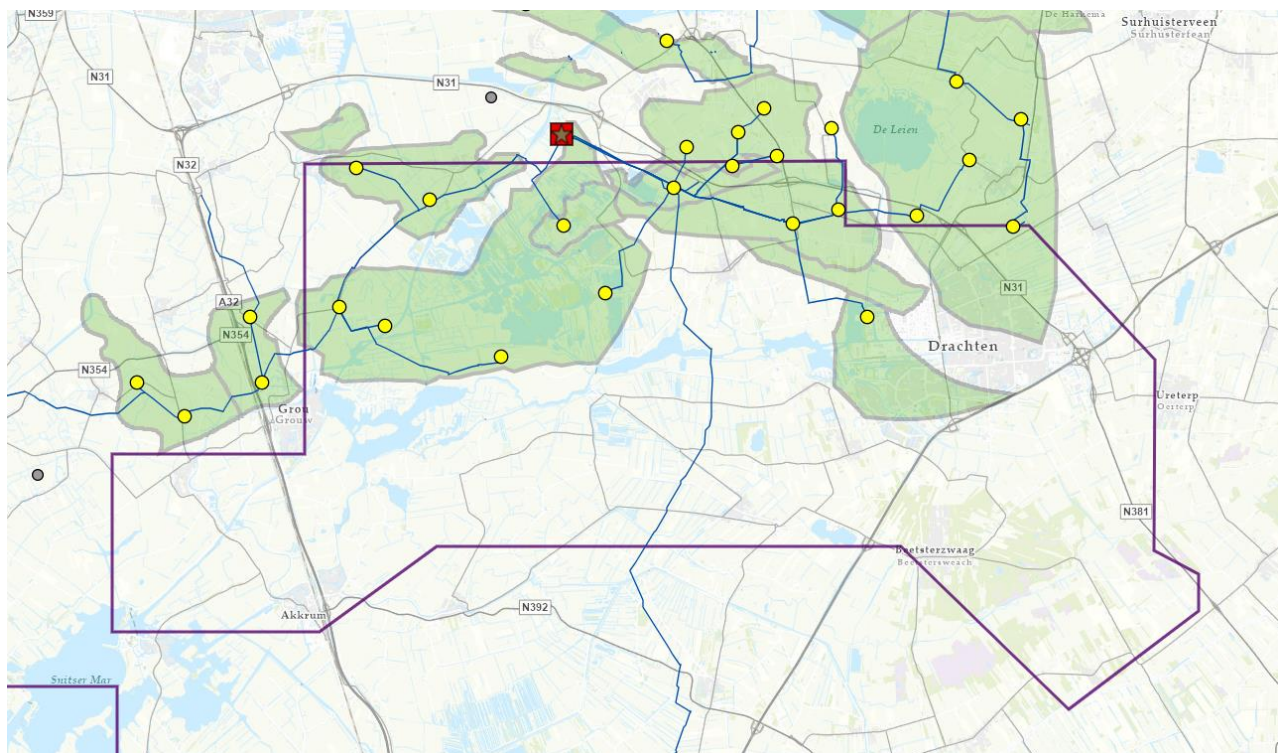 N359
De Harkema
Surhuisterveen
Surhusterfean
N31
N31
De Leien
N32
N31
A32
N354
Drachten
N354
Grou
Grouw
Ureterp
Oerterp
N381
Beetsterzwaag
Beetstersweach
N392
Akkrum
Snitser Mar